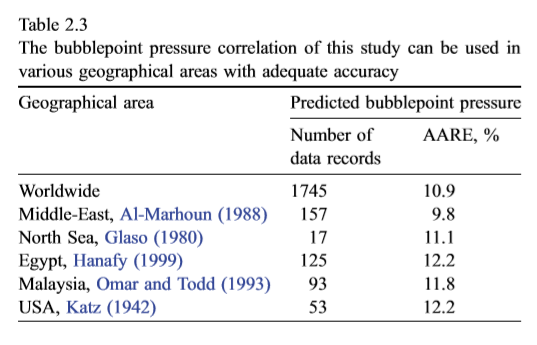 Table 2.3
The bubblepoint pressure correlation of this study can be used in
various geographical areas with adequate accuracy
Geographical area Predicted bubblepoint pressure
Number of AARE, %
data records
Worldwide 1745 10.9
Middle-East, Al-Marhoun (1988) 157 9.8
North Sea, Glaso (1980) 17 11.1
Egypt, Hanafy (1999) 125 12.2
Malaysia, Omar and Todd (1993) 93 11.8
USA, Katz (1942) 53 12.2